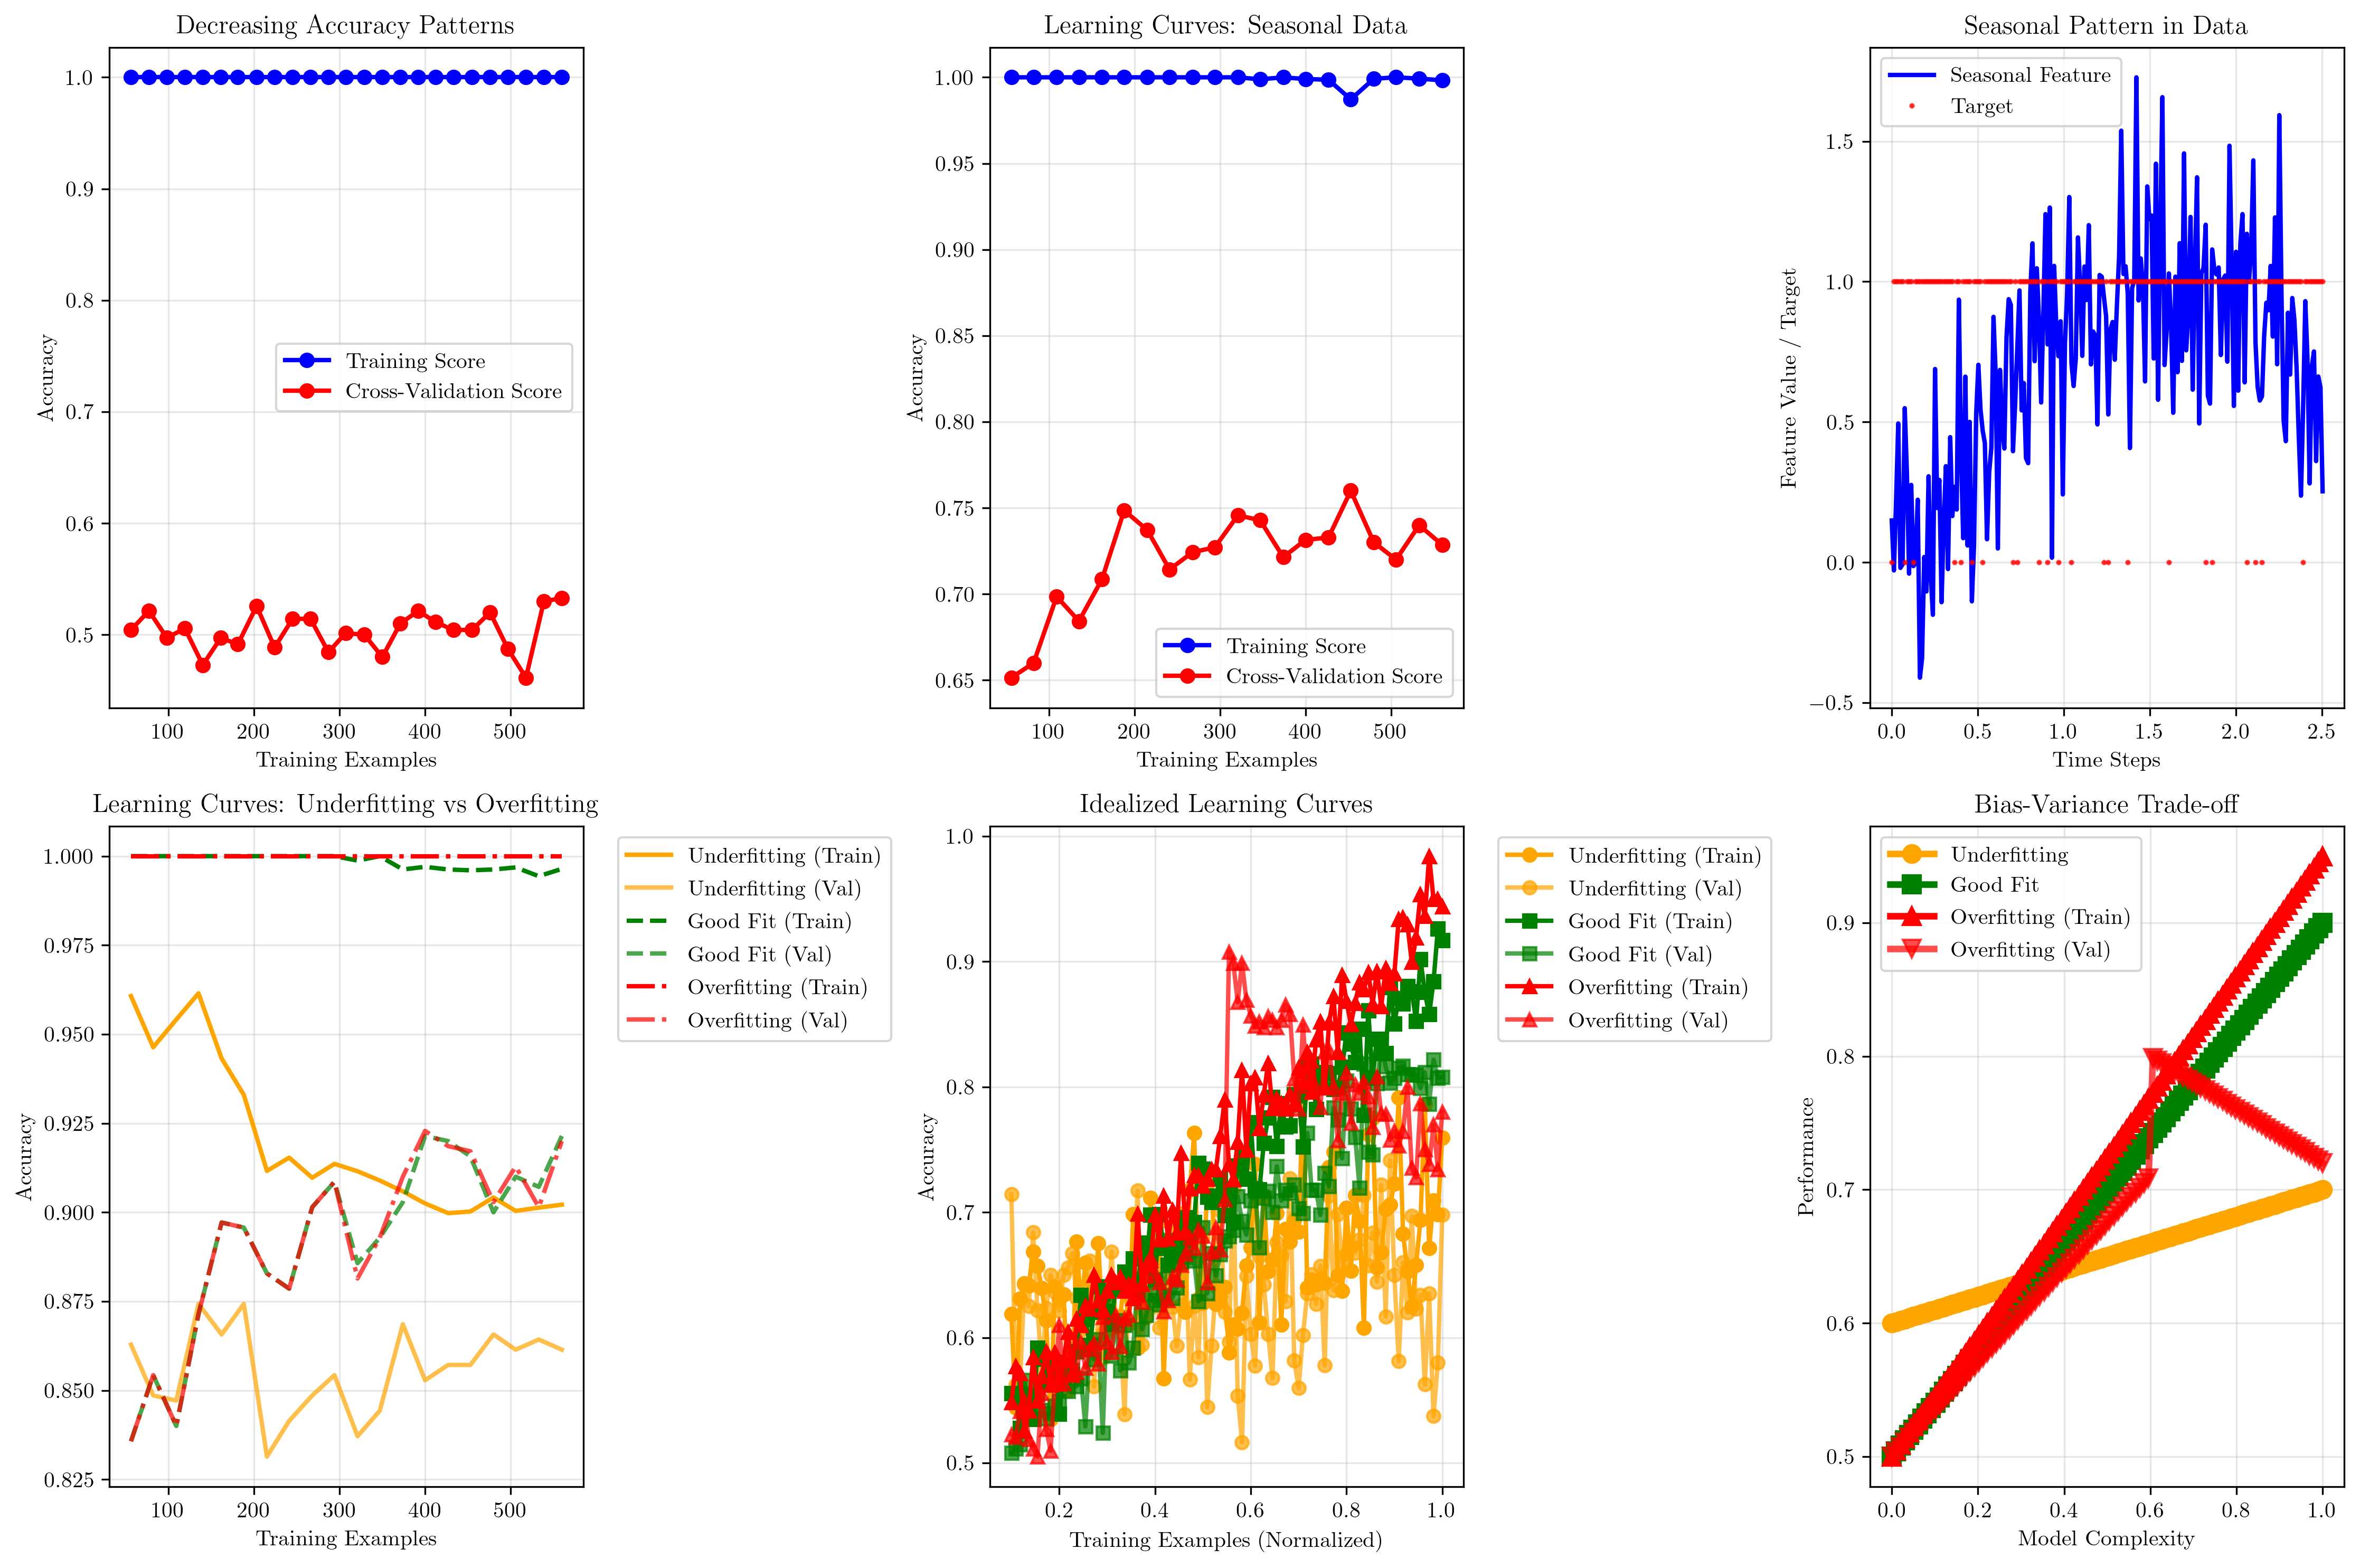 Decreasing Accuracy Patterns
1.0
0.9
0.8
0.7
0.6
0.5
Accuracy
Training Score
Cross-Validation Score
100 200 300 400 500
Training Examples
Learning Curves: Seasonal Data
1.00
0.95
0.90
0.85
0.80
0.75
0.70
0.65
Accuracy
Training Score
Cross-Validation Score
100 200 300 400 500
Training Examples
Seasonal Pattern in Data
Seasonal Feature
Target
1.5
1.0
0.5
0.0
−0.5
Feature Value / Target
0.0 0.5 1.0 1.5 2.0 2.5
Time Steps
Learning Curves: Underfitting vs Overfitting
1.000
0.975
0.950
0.925
0.900
0.875
0.850
0.825
Accuracy
100 200 300 400 500
Training Examples
Underfitting (Train)
Underfitting (Val)
Good Fit (Train)
Good Fit (Val)
Overfitting (Train)
Overfitting (Val)
Idealized Learning Curves
1.0
0.9
0.8
0.7
0.6
0.5
Accuracy
0.2 0.4 0.6 0.8 1.0
Training Examples (Normalized)
Underfitting (Train)
Underfitting (Val)
Good Fit (Train)
Good Fit (Val)
Overfitting (Train)
Overfitting (Val)
Bias-Variance Trade-off
Underfitting
Good Fit
Overfitting (Train)
Overfitting (Val)
0.9
0.8
0.7
0.6
0.5
Performance
0.0 0.2 0.4 0.6 0.8 1.0
Model Complexity